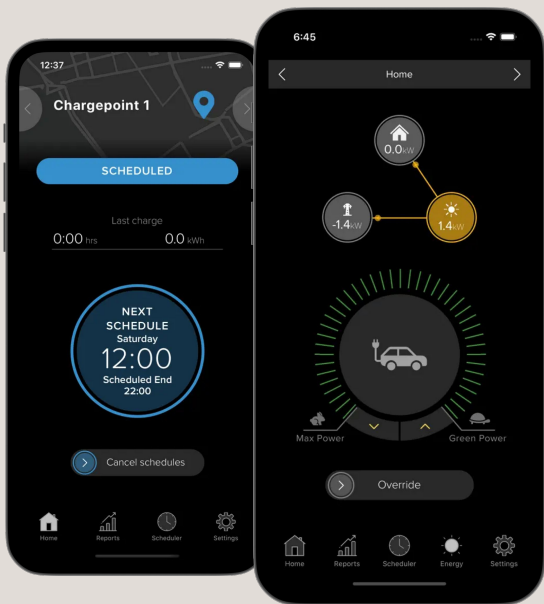 12:37
Chargepoint 1
SCHEDULED
Last charge
0:00 hrs
0.0 kWh
NEXT
SCHEDULE
Saturday
12:00
Scheduled End
22:00
Cancel schedules
Home
Reports
Scheduler
Settings
6:45
Home
0.0kW
-1.4kW
1.4kW
Max Power
Green Power
Override
Home
Reports
Scheduler
Energy
Settings